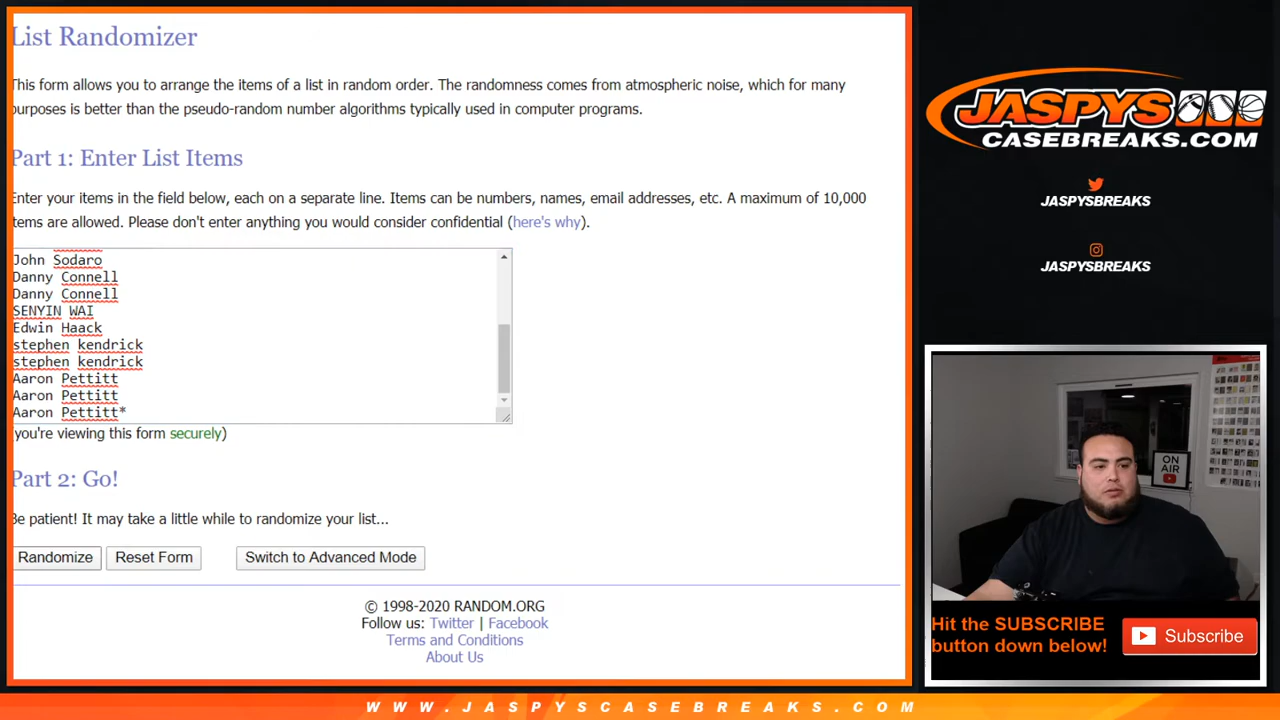 List Randomizer
This form allows you to arrange the items of a list in random order. The randomness comes from atmospheric noise, which for many
purposes is better than the pseudo-random number algorithms typically used in computer programs.
Part 1: Enter List Items
Enter your items in the field below, each on a separate line. Items can be numbers, names, email addresses, etc. A maximum of 10,000
items are allowed. Please don't enter anything you would consider confidential (here's why).
John Sodaro
Danny Connell
Danny Connell
SENYIN WAI
Edwin Haack
stephen kendrick
stephen kendrick
Aaron Pettitt
Aaron Pettitt
Aaron Pettitt*
(you're viewing this form securely)
Part 2: Go!
Be patient! It may take a little while to randomize your list...
Randomize
Reset Form
Switch to Advanced Mode
© 1998-2020 RANDOM.ORG
Follow us: Twitter | Facebook
Terms and Conditions
About Us
JASPYS
CASEBREAKS.COM
JASPYSBREAKS
JASPYSBREAKS
ON
AIR
Hit the SUBSCRIBE
button down below!
Subscribe
WWW.JASPYSCASEBREAKS.COM